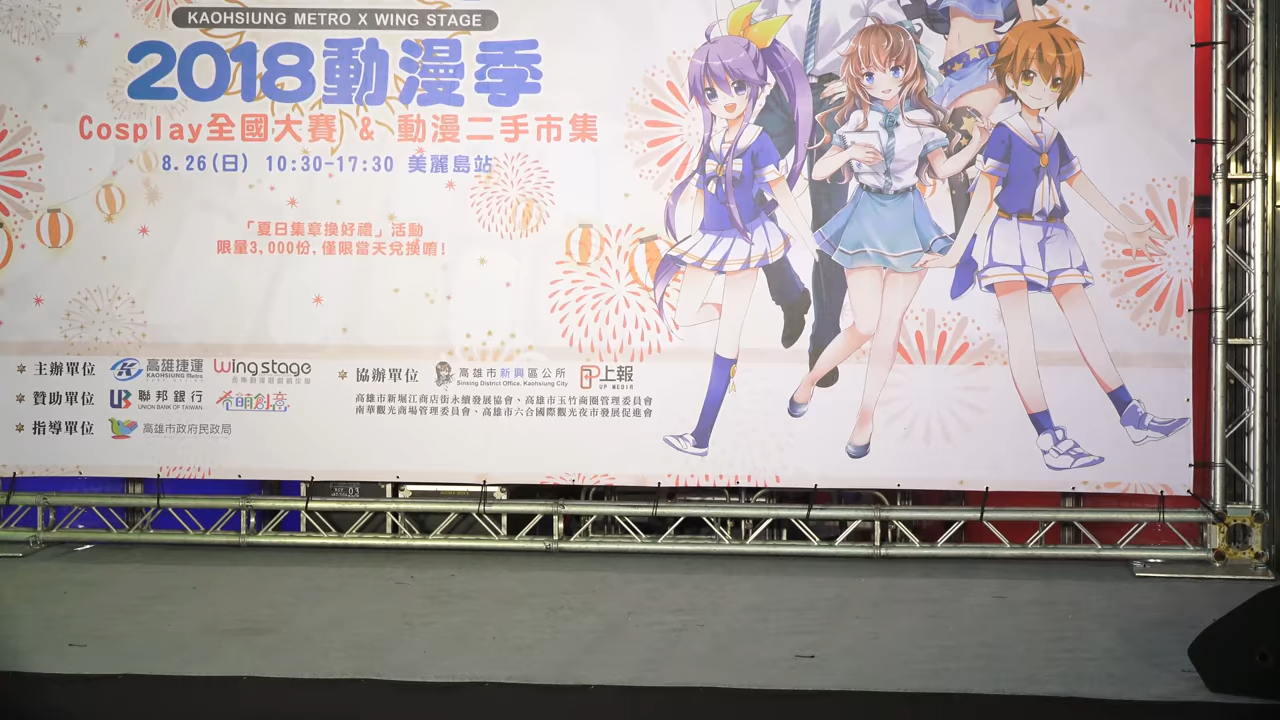 KAOHSIUNG METRO X WING STAGE
2018動漫季
Cosplay全國大賽 & 動漫二手市集
8.26(日) 10:30-17:30 美麗島站
「夏日集章換好禮」活動
限量3,000份,僅限當天兌換唷!
主辦單位 高雄捷運 KAOHSIUNG Metro wing stage
協辦單位 高雄市新興區公所 Sinsing District Office, Kaohsiung City UP上報 UP MEDIA
贊助單位 UB 聯邦銀行 UNION BANK OF TAIWAN 希萌創意
高雄市新堀江商店街永續發展協會、高雄市玉竹商圈管理委員會
南華觀光商場管理委員會、高雄市六合國際觀光夜市發展促進會
指導單位 高雄市政府民政局